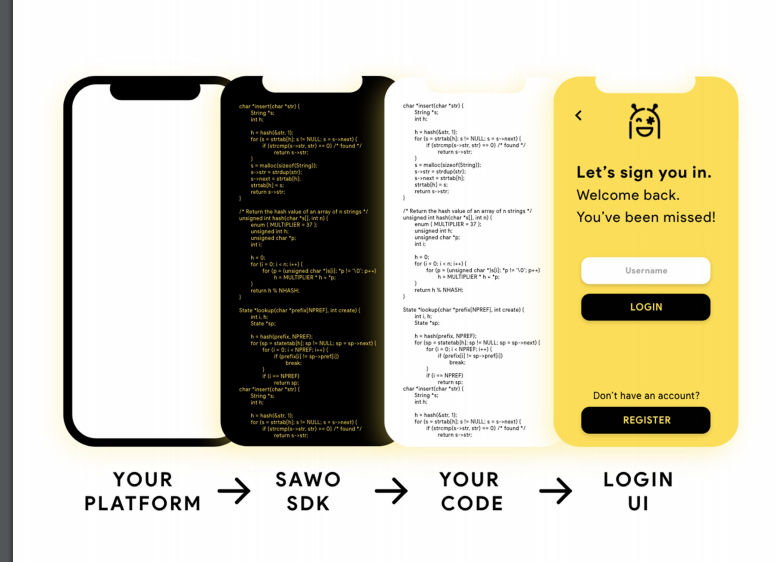 char *insert(char *str) {
String *s;
int h;
h = hash(&str, 1);
for (s = strtab[h]; s != NULL; s = s->next) {
if (strcmp(s->str, str) == 0) /* found */
return s->str;
}
s = malloc(sizeof(String));
s->str = strdup(str);
s->next = strtab[h];
strtab[h] = s;
return s->str;
}
/* Return the hash value of an array of n strings */
unsigned int hash(char *s[], int n) {
enum { MULTIPLIER = 37 };
unsigned int h;
unsigned char *p;
int i;
h = 0;
for (i = 0; i < n; i++) {
for (p = (unsigned char *)s[i]; *p != '\0'; p++)
h = MULTIPLIER * h + *p;
}
return h % NHASH;
}
State *lookup(char *prefix[NPREF], int create) {
int i, h;
State *sp;
h = hash(prefix, NPREF);
for (sp = statetab[h]; sp != NULL; sp = sp->next) {
for (i = 0; i < NPREF; i++) {
if (prefix[i] != sp->pref[i])
break;
}
if (i == NPREF)
return sp;
char *insert(char *str) {
String *s;
int h;
h = hash(&str, 1);
for (s = strtab[h]; s != NULL; s = s->next) {
if (strcmp(s->str, str) == 0) /* found */
return s->str;
char *insert(char *str) {
String *s;
int h;
h = hash(&str, 1);
for (s = strtab[h]; s != NULL; s = s->next) {
if (strcmp(s->str, str) == 0) /* found */
return s->str;
}
s = malloc(sizeof(String));
s->str = strdup(str);
s->next = strtab[h];
strtab[h] = s;
return s->str;
}
/* Return the hash value of an array of n strings */
unsigned int hash(char *s[], int n) {
enum { MULTIPLIER = 37 };
unsigned int h;
unsigned char *p;
int i;
h = 0;
for (i = 0; i < n; i++) {
for (p = (unsigned char *)s[i]; *p != '\0'; p++)
h = MULTIPLIER * h + *p;
}
return h % NHASH;
}
State *lookup(char *prefix[NPREF], int create) {
int i, h;
State *sp;
h = hash(prefix, NPREF);
for (sp = statetab[h]; sp != NULL; sp = sp->next) {
for (i = 0; i < NPREF; i++) {
if (prefix[i] != sp->pref[i])
break;
}
if (i == NPREF)
return sp;
char *insert(char *str) {
String *s;
int h;
h = hash(&str, 1);
for (s = strtab[h]; s != NULL; s = s->next) {
if (strcmp(s->str, str) == 0) /* found */
return s->str;
Let's sign you in.
Welcome back.
You've been missed!
Username
LOGIN
Don't have an account?
REGISTER
YOUR
PLATFORM
SAWO
SDK
YOUR
CODE
LOGIN
UI